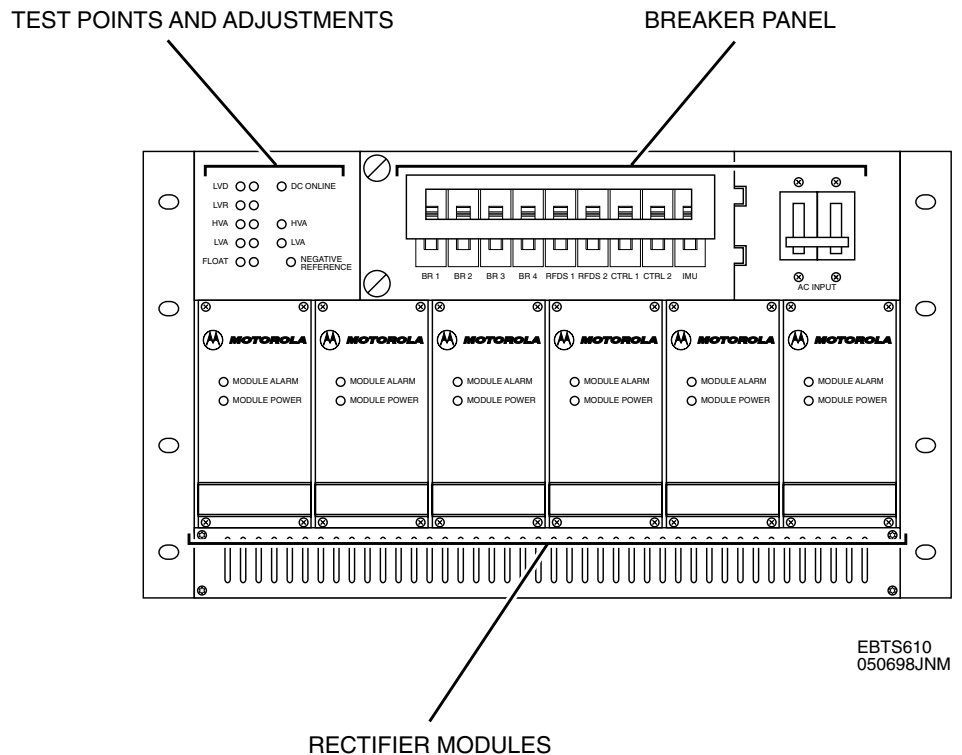 TEST POINTS AND ADJUSTMENTS
BREAKER PANEL
LVD
DC ONLINE
LVR
HVA
HVA
LVA
LVA
FLOAT
NEGATIVE
REFERENCE
BR 1 BR 2 BR 3 BR 4 RFDS 1 RFDS 2 CTRL 1 CTRL 2 IMU
AC INPUT
MOTOROLA MOTOROLA MOTOROLA MOTOROLA MOTOROLA MOTOROLA
MODULE ALARM MODULE ALARM MODULE ALARM MODULE ALARM MODULE ALARM MODULE ALARM
MODULE POWER MODULE POWER MODULE POWER MODULE POWER MODULE POWER MODULE POWER
EBTS610
050698JNM
RECTIFIER MODULES